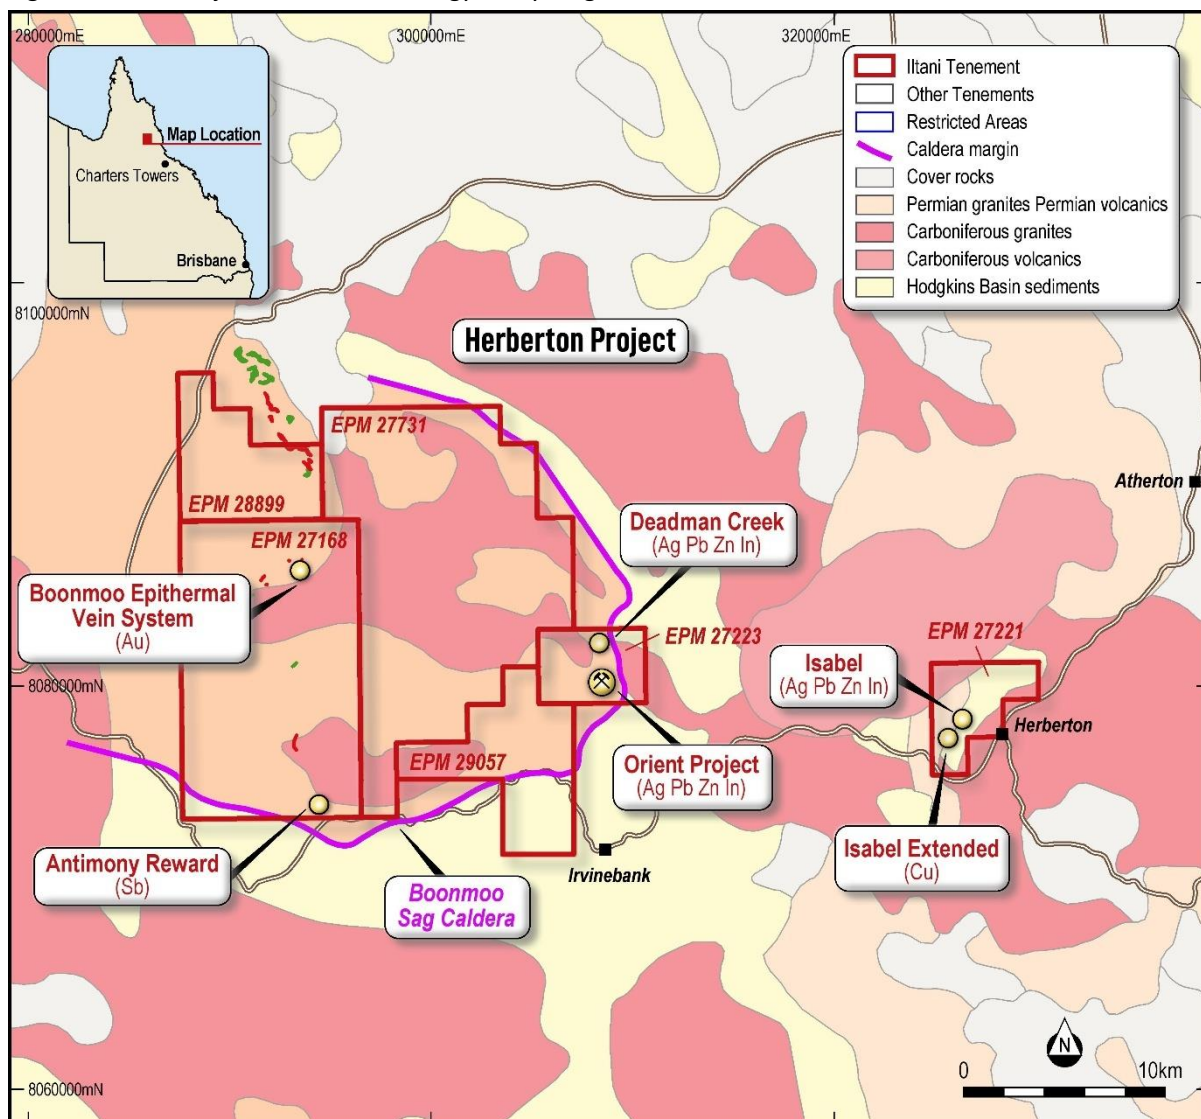 280000mE
300000mE
320000mE
Map Location
Charters Towers
Brisbane
Iltani Tenement
Other Tenements
Restricted Areas
Caldera margin
Cover rocks
Permian granites Permian volcanics
Carboniferous granites
Carboniferous volcanics
Hodgkins Basin sediments
8100000mN
Herberton Project
EPM 27731
Atherton
EPM 28899
Deadman Creek
(Ag Pb Zn In)
EPM 27168
Boonmoo Epithermal
Vein System
(Au)
EPM 27223
EPM 27221
Isabel
(Ag Pb Zn In)
8080000mN
Herberton
EPM 29057
Orient Project
(Ag Pb Zn In)
Antimony Reward
(Sb)
Irvinebank
Isabel Extended
(Cu)
Boonmoo
Sag Caldera
N
0
10km
8060000mN